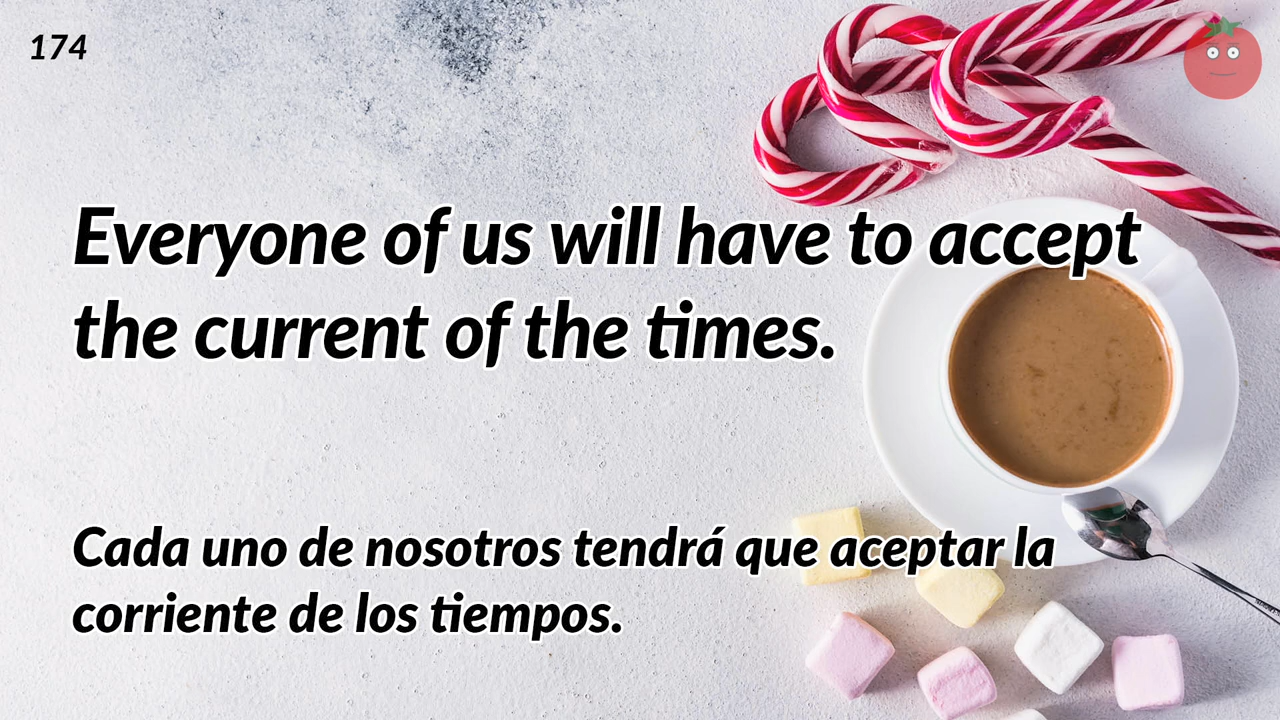 174
Everyone of us will have to accept
the current of the times.
Cada uno de nosotros tendrá que aceptar la
corriente de los tiempos.